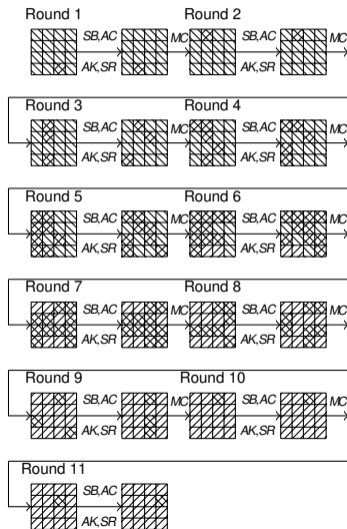 Round 1 SB,AC Round 2 SB,AC
MC MC
AK,SR AK,SR
Round 3 SB,AC Round 4 SB,AC
MC MC
AK,SR AK,SR
Round 5 SB,AC Round 6 SB,AC
MC MC
AK,SR AK,SR
Round 7 SB,AC Round 8 SB,AC
MC MC
AK,SR AK,SR
Round 9 SB,AC Round 10 SB,AC
MC MC
AK,SR AK,SR
Round 11 SB,AC
AK,SR